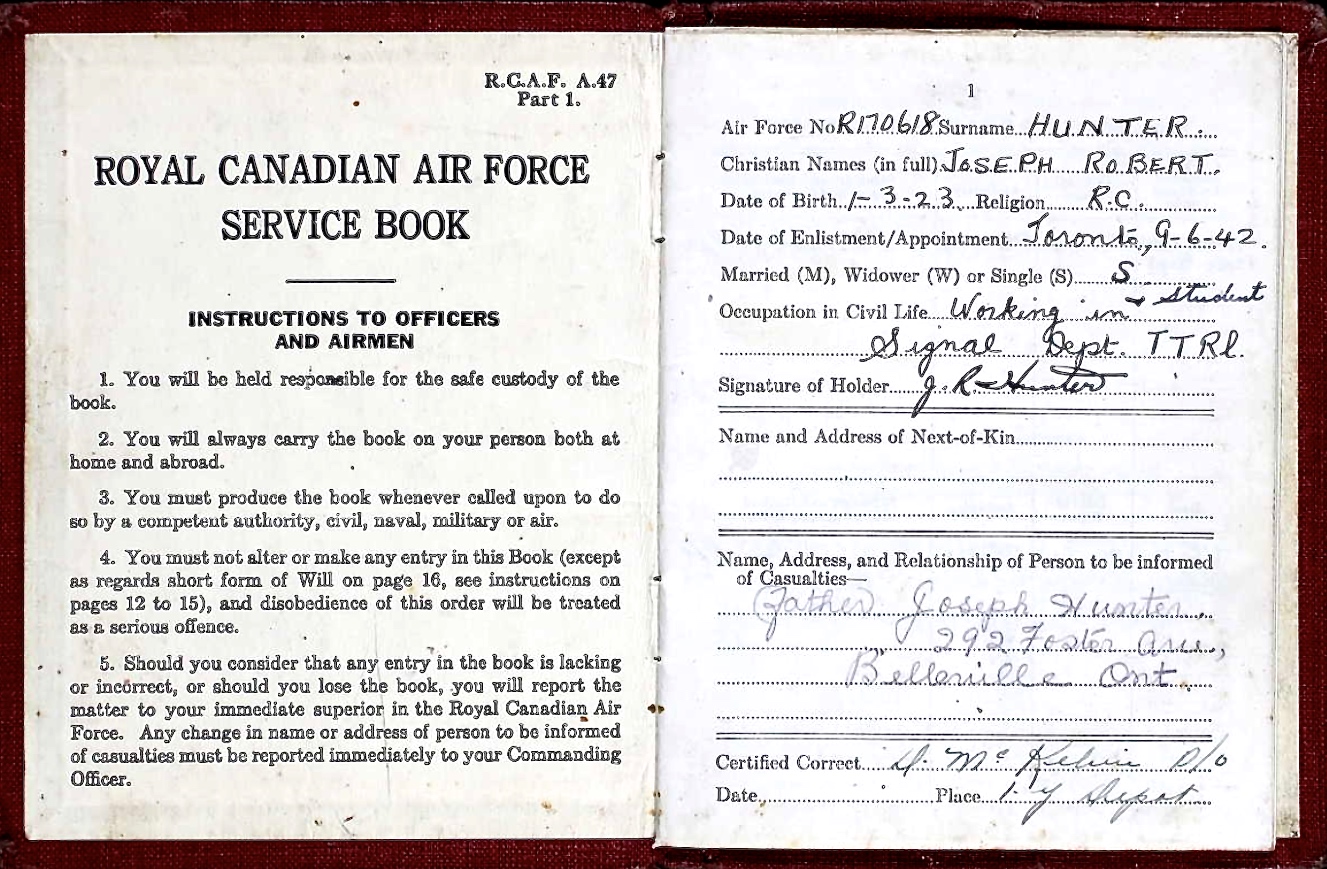 R.C.A.F. A.47
Part 1.
ROYAL CANADIAN AIR FORCE
SERVICE BOOK
INSTRUCTIONS TO OFFICERS
AND AIRMEN
1. You will be held responsible for the safe custody of the
book.
2. You will always carry the book on your person both at
home and abroad.
3. You must produce the book whenever called upon to do
so by a competent authority, civil, naval, military or air.
4. You must not alter or make any entry in this Book (except
as regards short form of Will on page 16, see instructions on
pages 12 to 15), and disobedience of this order will be treated
as a serious offence.
5. Should you consider that any entry in the book is lacking
or incorrect, or should you lose the book, you will report the
matter to your immediate superior in the Royal Canadian Air
Force. Any change in name or address of person to be informed
of casualties must be reported immediately to your Commanding
Officer.
1
Air Force No R170618 Surname HUNTER.
Christian Names (in full) JOSEPH ROBERT.
Date of Birth 1-3-23 Religion R.C.
Date of Enlistment/Appointment Toronto, 9-6-42.
Married (M), Widower (W) or Single (S) S
Occupation in Civil Life Working in student
Signal Dept. TTRl.
Signature of Holder J. R. Hunter
Name and Address of Next-of-Kin
Name, Address, and Relationship of Person to be informed
of Casualties—
(Father) Joseph Hunter,
292 Foster Ave.,
Belleville Ont.
Certified Correct D. Mc Kelvie P/O
Date Place Depot